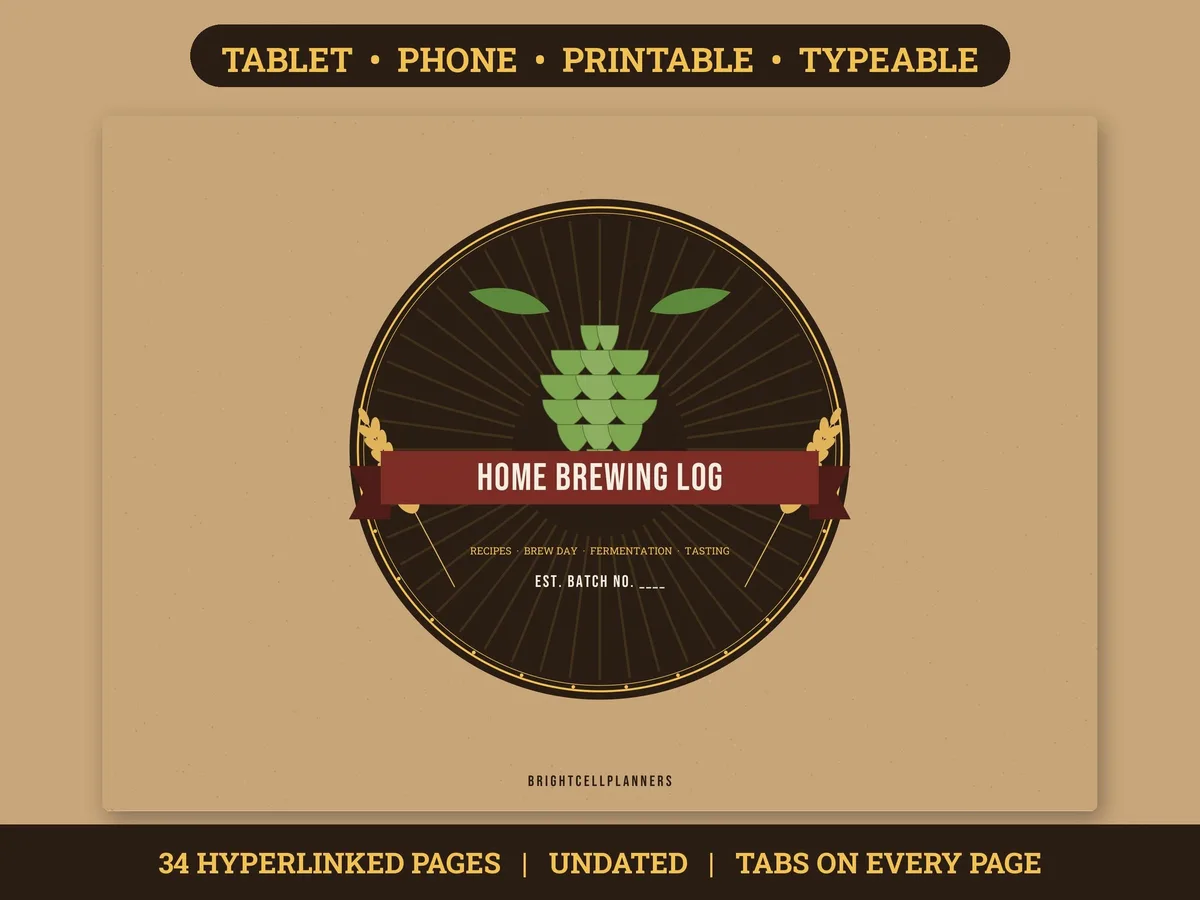 TABLET • PHONE • PRINTABLE • TYPEABLE
HOME BREWING LOG
RECIPES · BREW DAY · FERMENTATION · TASTING
EST. BATCH NO. ____
BRIGHTCELLPLANNERS
34 HYPERLINKED PAGES | UNDATED | TABS ON EVERY PAGE